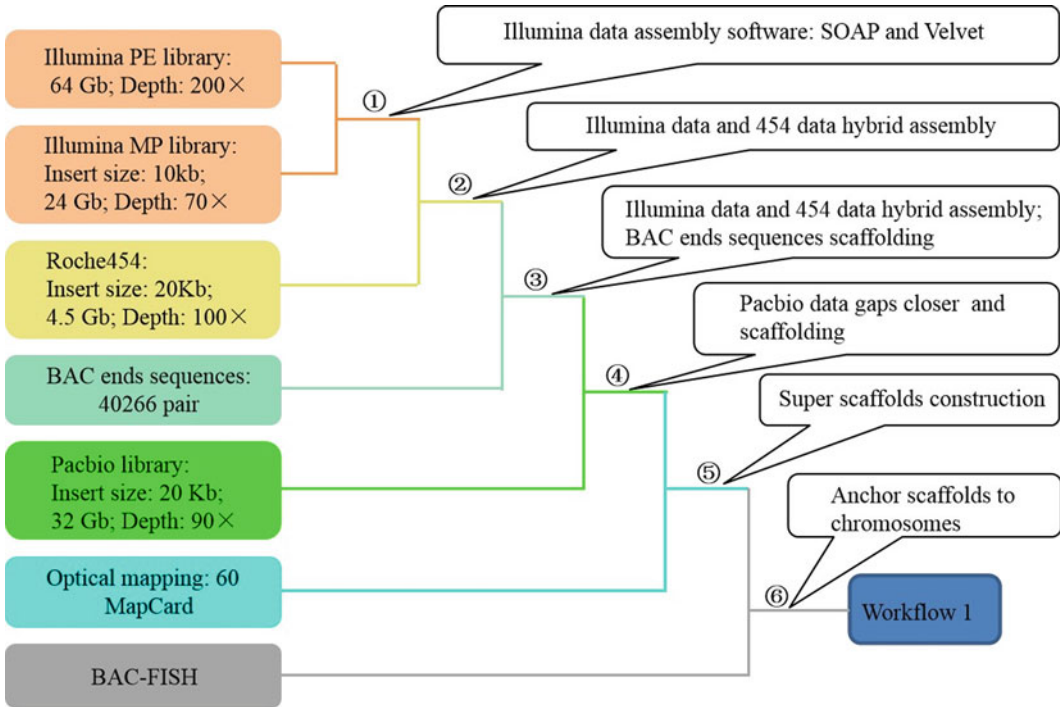 Illumina PE library:
64 Gb; Depth: 200×
Illumina MP library:
Insert size: 10kb;
24 Gb; Depth: 70×
Roche454:
Insert size: 20Kb;
4.5 Gb; Depth: 100×
BAC ends sequences:
40266 pair
Pacbio library:
Insert size: 20 Kb;
32 Gb; Depth: 90×
Optical mapping: 60
MapCard
BAC-FISH
①
Illumina data assembly software: SOAP and Velvet
②
Illumina data and 454 data hybrid assembly
③
Illumina data and 454 data hybrid assembly;
BAC ends sequences scaffolding
④
Pacbio data gaps closer and
scaffolding
⑤
Super scaffolds construction
⑥
Anchor scaffolds to
chromosomes
Workflow 1